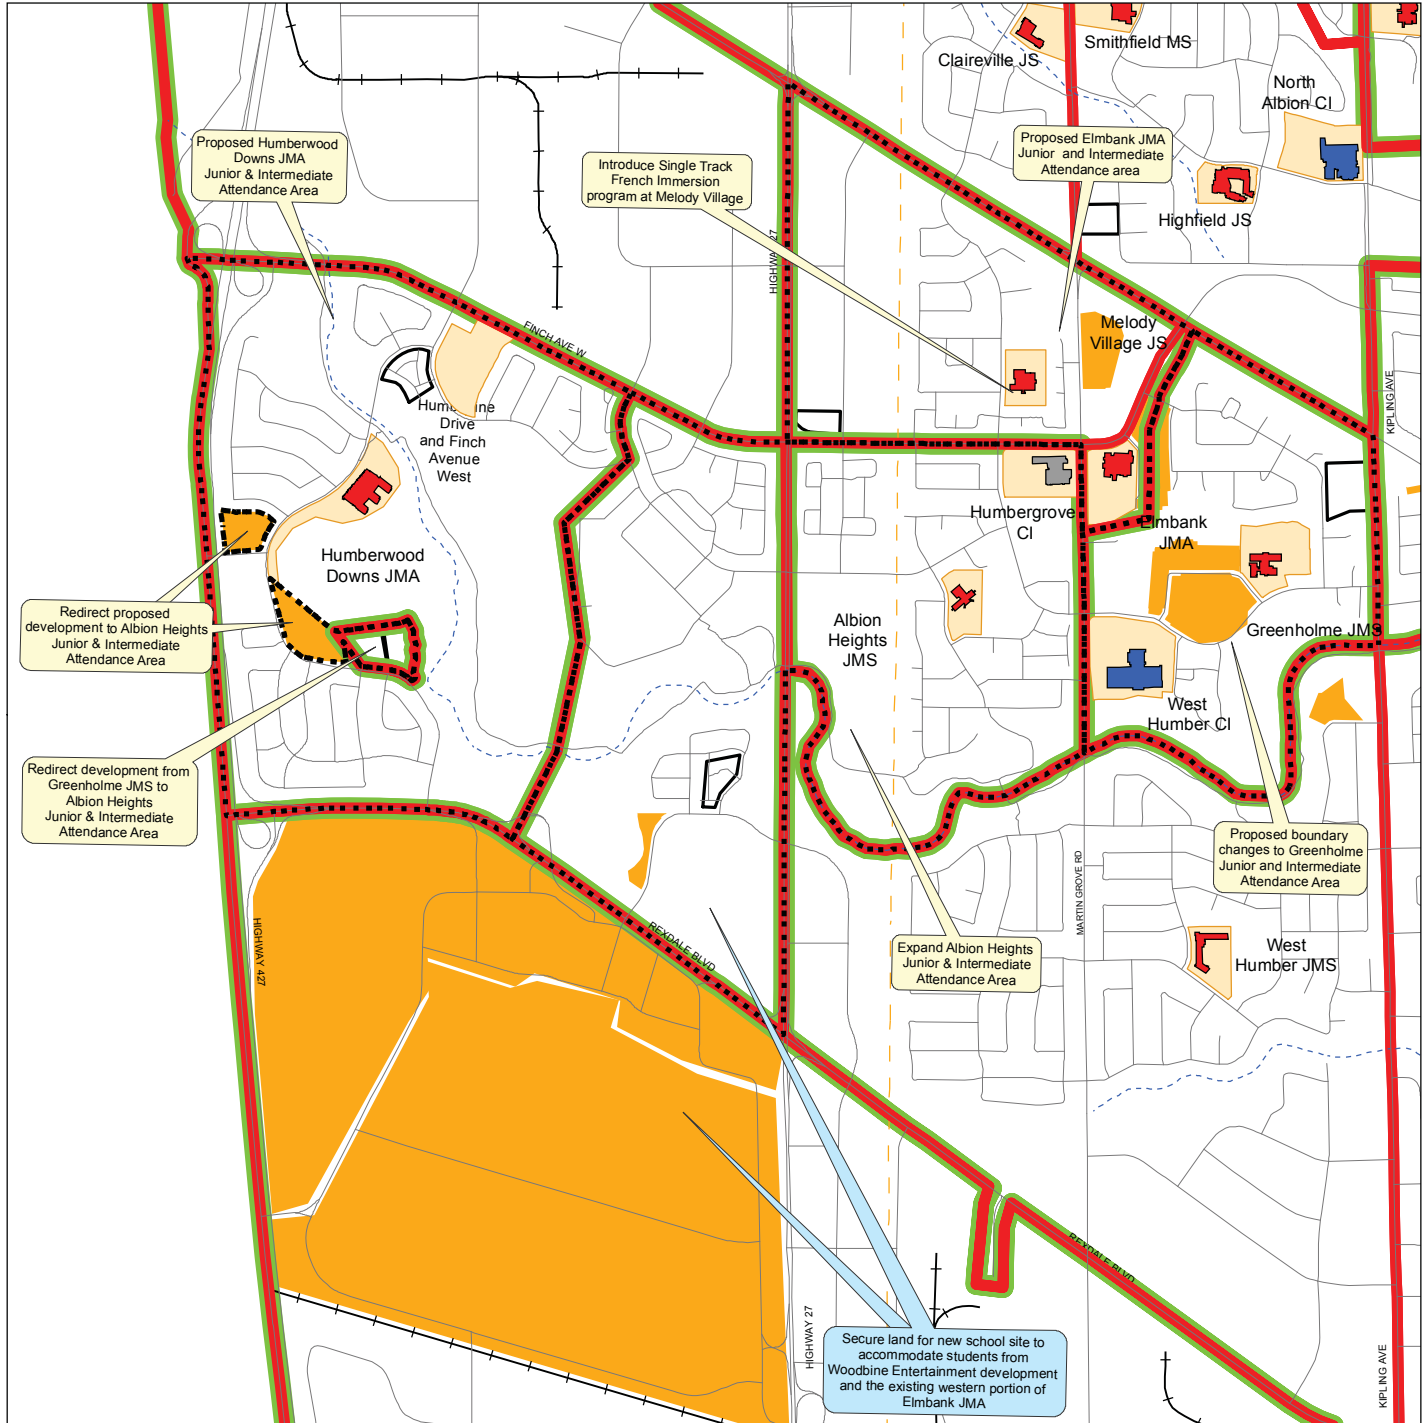 Smithfield MS
Claireville JS
North
Albion CI
Proposed Humberwood
Downs JMA
Junior & Intermediate
Attendance Area
Introduce Single Track
French Immersion
program at Melody Village
Proposed Elmbank JMA
Junior and Intermediate
Attendance area
Highfield JS
HIGHWAY 27
FINCH AVE W
Melody
Village JS
KIPLING AVE
Drive
and Finch
Avenue
West
Humbergrove
CI
Elmbank
JMA
Humberwood
Downs JMA
Redirect proposed
development to Albion Heights
Junior & Intermediate
Attendance Area
Albion
Heights
JMS
Greenholme JMS
West
Humber CI
Redirect development from
Greenholme JMS to
Albion Heights
Junior & Intermediate
Attendance Area
Proposed boundary
changes to Greenholme
Junior and Intermediate
Attendance Area
MARTIN GROVE RD
HIGHWAY 427
REXDALE BLVD
Expand Albion Heights
Junior & Intermediate
Attendance Area
West
Humber JMS
REXDALE BLVD
HIGHWAY 27
Secure land for new school site to
accommodate students from
Woodbine Entertainment development
and the existing western portion of
Elmbank JMA
KIPLING AVE